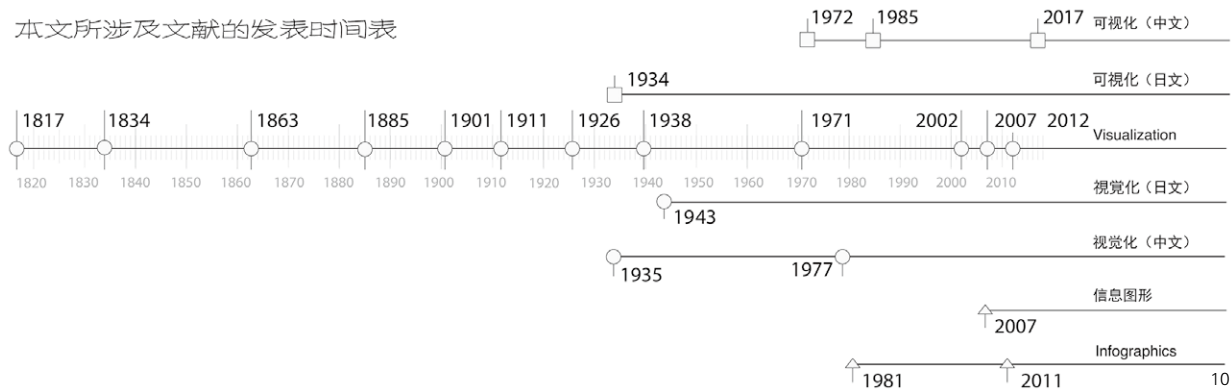 本文所涉及文献的发表时间表
1972 1985 2017 可视化（中文）
1934 可視化（日文）
1817 1834 1863 1885 1901 1911 1926 1938 1971 2002 2007 2012 Visualization
1820 1830 1840 1850 1860 1870 1880 1890 1900 1910 1920 1930 1940 1950 1960 1970 1980 1990 2000 2010
1943 視覚化（日文）
1935 1977 视觉化（中文）
2007 信息图形
1981 2011 Infographics
10